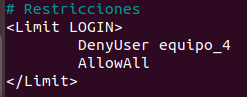 # Restricciones
<Limit LOGIN>
        DenyUser equipo_4
        AllowAll
</Limit>